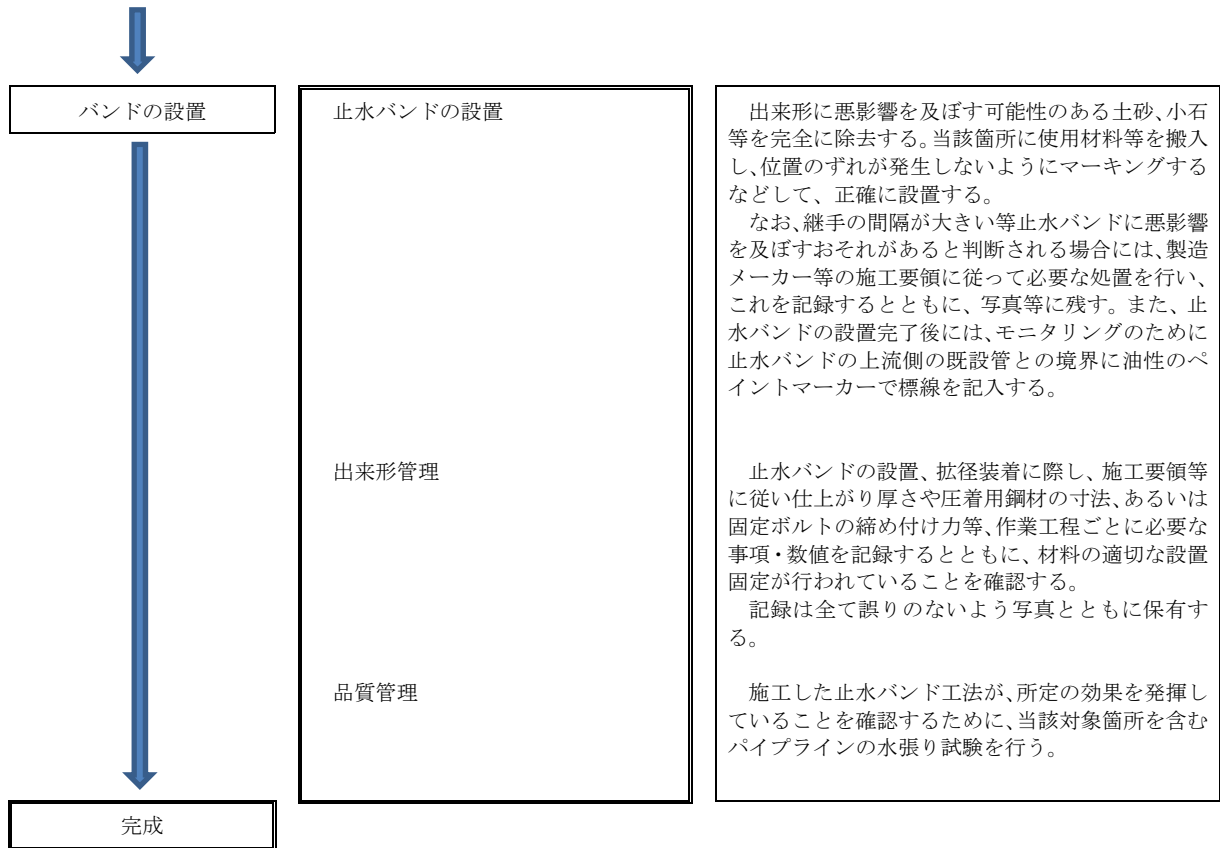 バンドの設置
止水バンドの設置
出来形に悪影響を及ぼす可能性のある土砂、小石
等を完全に除去する。当該箇所に使用材料等を搬入
し、位置のずれが発生しないようにマーキングする
などして、正確に設置する。
なお、継手の間隔が大きい等止水バンドに悪影響
を及ぼすおそれがあると判断される場合には、製造
メーカー等の施工要領に従って必要な処置を行い、
これを記録するとともに、写真等に残す。また、止
水バンドの設置完了後には、モニタリングのために
止水バンドの上流側の既設管との境界に油性のペ
イントマーカーで標線を記入する。
出来形管理
止水バンドの設置、拡径装着に際し、施工要領等
に従い仕上がり厚さや圧着用鋼材の寸法、あるいは
固定ボルトの締め付け力等、作業工程ごとに必要な
事項・数値を記録するとともに、材料の適切な設置
固定が行われていることを確認する。
記録は全て誤りのないよう写真とともに保有す
る。
品質管理
施工した止水バンド工法が、所定の効果を発揮し
ていることを確認するために、当該対象箇所を含む
パイプラインの水張り試験を行う。
完成